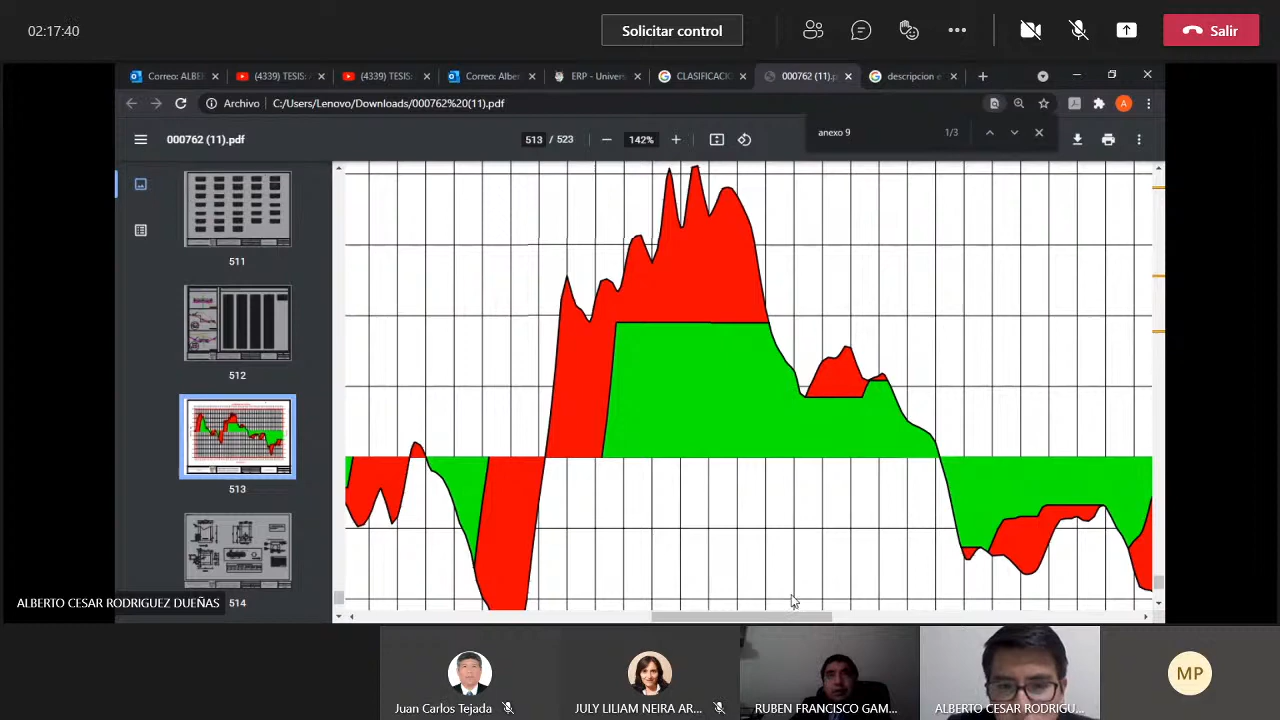 02:17:40
Solicitar control
Salir
Correo: ALBE
(4339) TESIS:
(4339) TESIS:
Correo: Alber
ERP - Univers
CLASIFICACIO
000762 (11).p
descripcion e
Archivo
C:/Users/Lenovo/Downloads/000762%20(11).pdf
A
000762 (11).pdf
513 / 523
142%
anexo 9
1/3
511
512
513
514
ALBERTO CESAR RODRIGUEZ DUEÑAS
Juan Carlos Tejada
JULY LILIAM NEIRA AR...
RUBEN FRANCISCO GAM...
ALBERTO CESAR RODRIGU...
MP